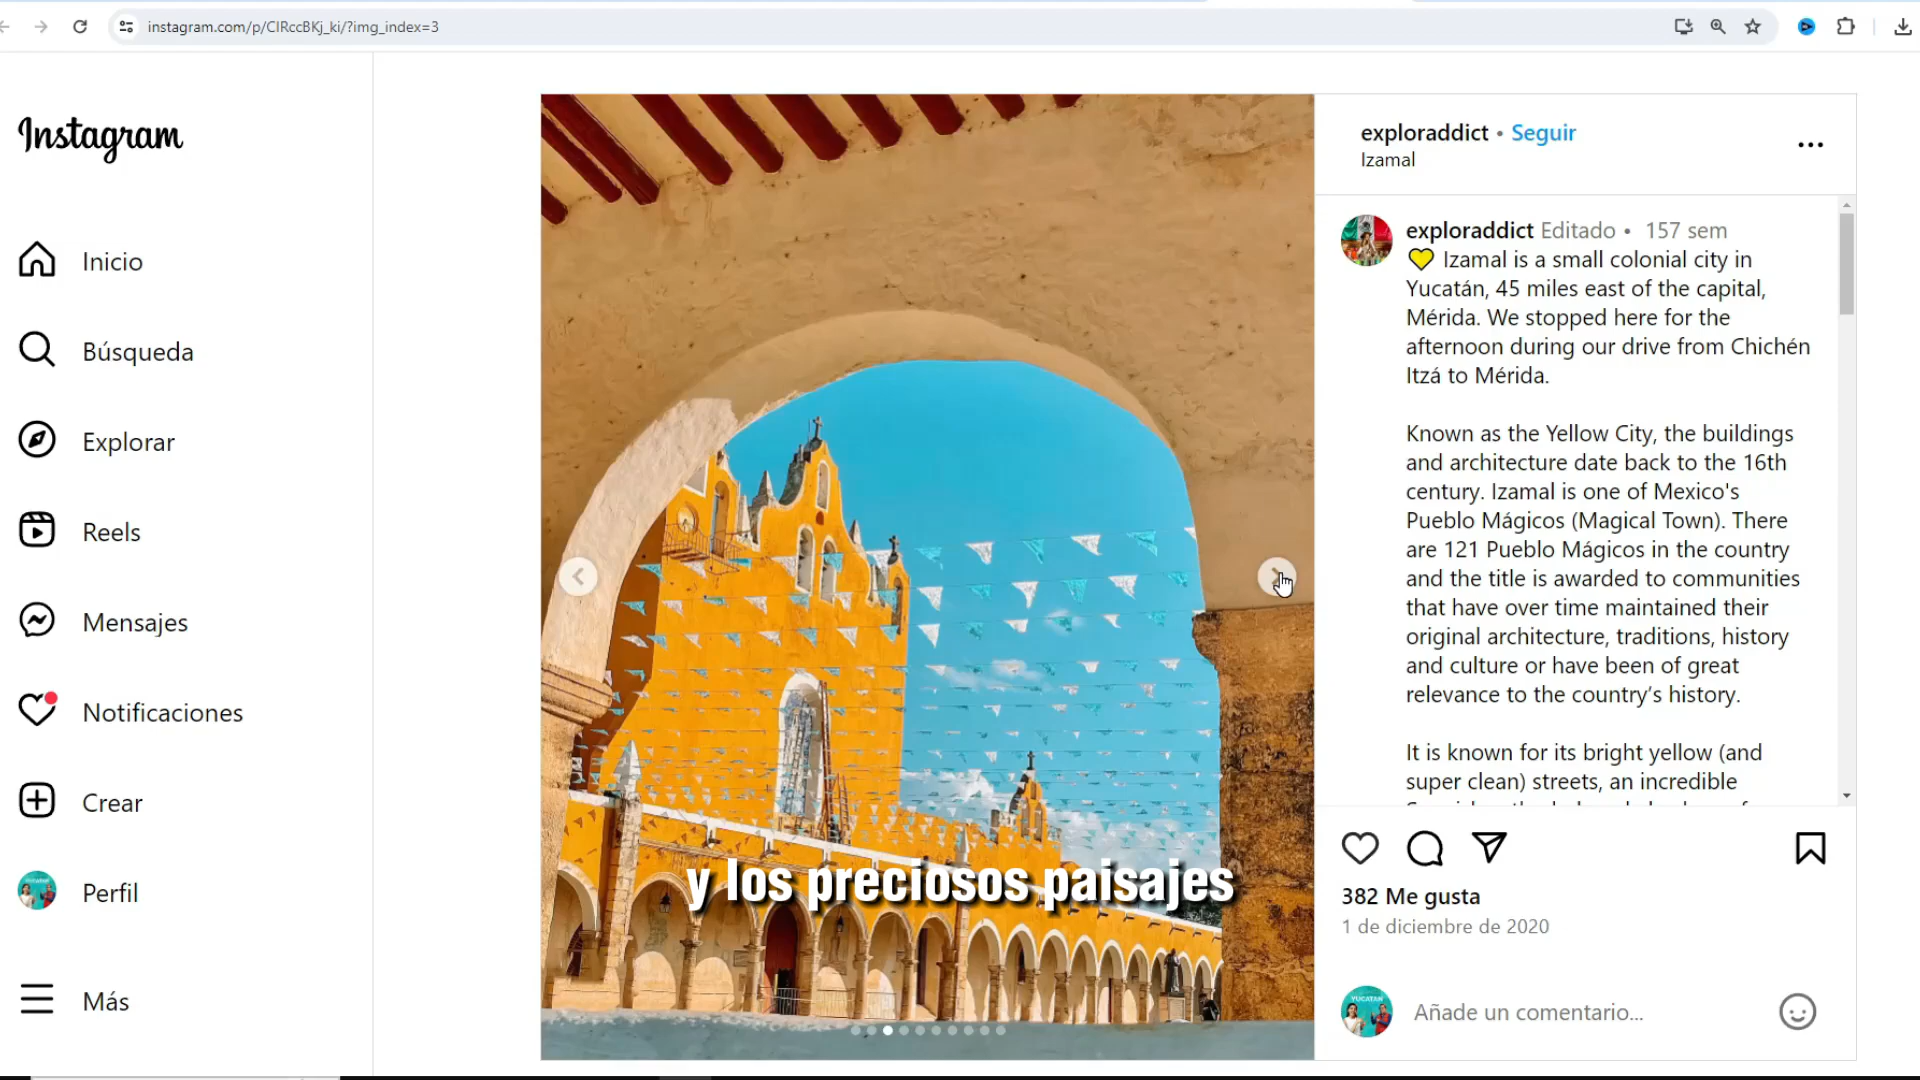 instagram.com/p/CIRccBKj_ki/?img_index=3
Instagram
Inicio
Búsqueda
Explorar
Reels
Mensajes
Notificaciones
Crear
Perfil
Más
y los preciosos paisajes
exploraddict • Seguir
Izamal
exploraddict Editado • 157 sem
💛 Izamal is a small colonial city in
Yucatán, 45 miles east of the capital,
Mérida. We stopped here for the
afternoon during our drive from Chichén
Itzá to Mérida.
Known as the Yellow City, the buildings
and architecture date back to the 16th
century. Izamal is one of Mexico's
Pueblo Mágicos (Magical Town). There
are 121 Pueblo Mágicos in the country
and the title is awarded to communities
that have over time maintained their
original architecture, traditions, history
and culture or have been of great
relevance to the country's history.
It is known for its bright yellow (and
super clean) streets, an incredible
382 Me gusta
1 de diciembre de 2020
YUCATAN
Añade un comentario...